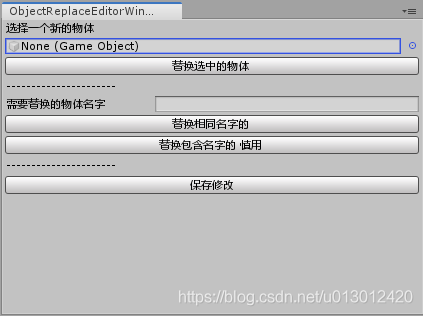 ObjectReplaceEditorWin...
选择一个新的物体
None (Game Object)
替换选中的物体
----------------------
需要替换的物体名字
替换相同名字的
替换包含名字的 慎用
----------------------
保存修改
https://blog.csdn.net/u013012420